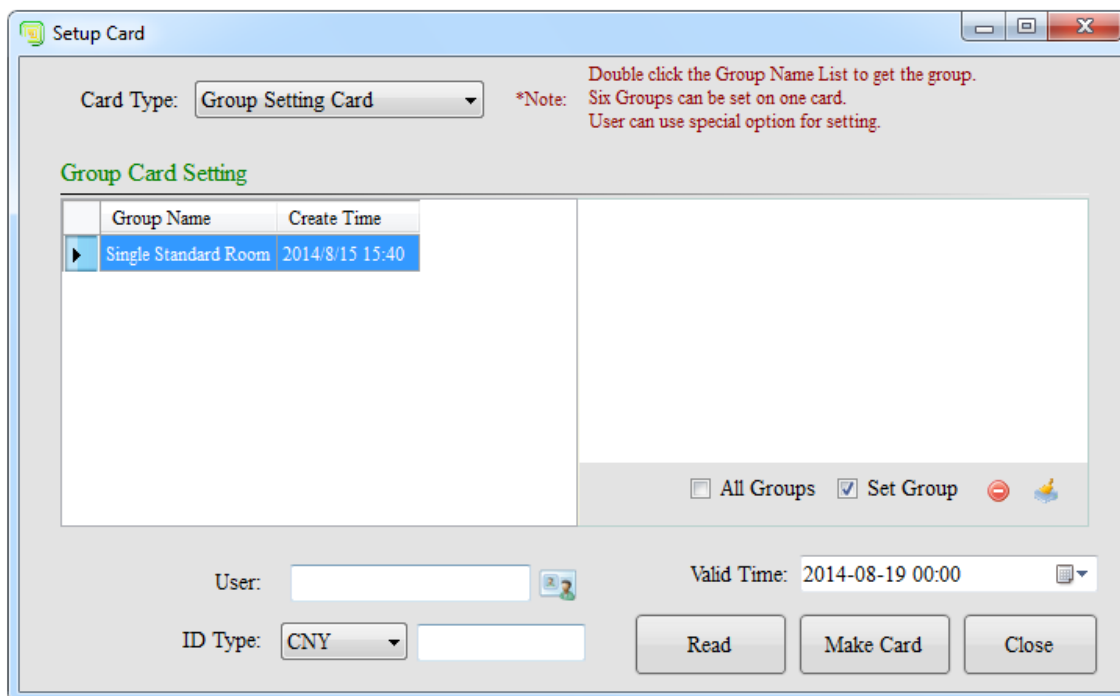 Setup Card
Card Type: Group Setting Card
*Note:
Double click the Group Name List to get the group.
Six Groups can be set on one card.
User can use special option for setting.
Group Card Setting
Group Name Create Time
Single Standard Room 2014/8/15 15:40
All Groups Set Group
User:
Valid Time: 2014-08-19 00:00
ID Type: CNY
Read Make Card Close